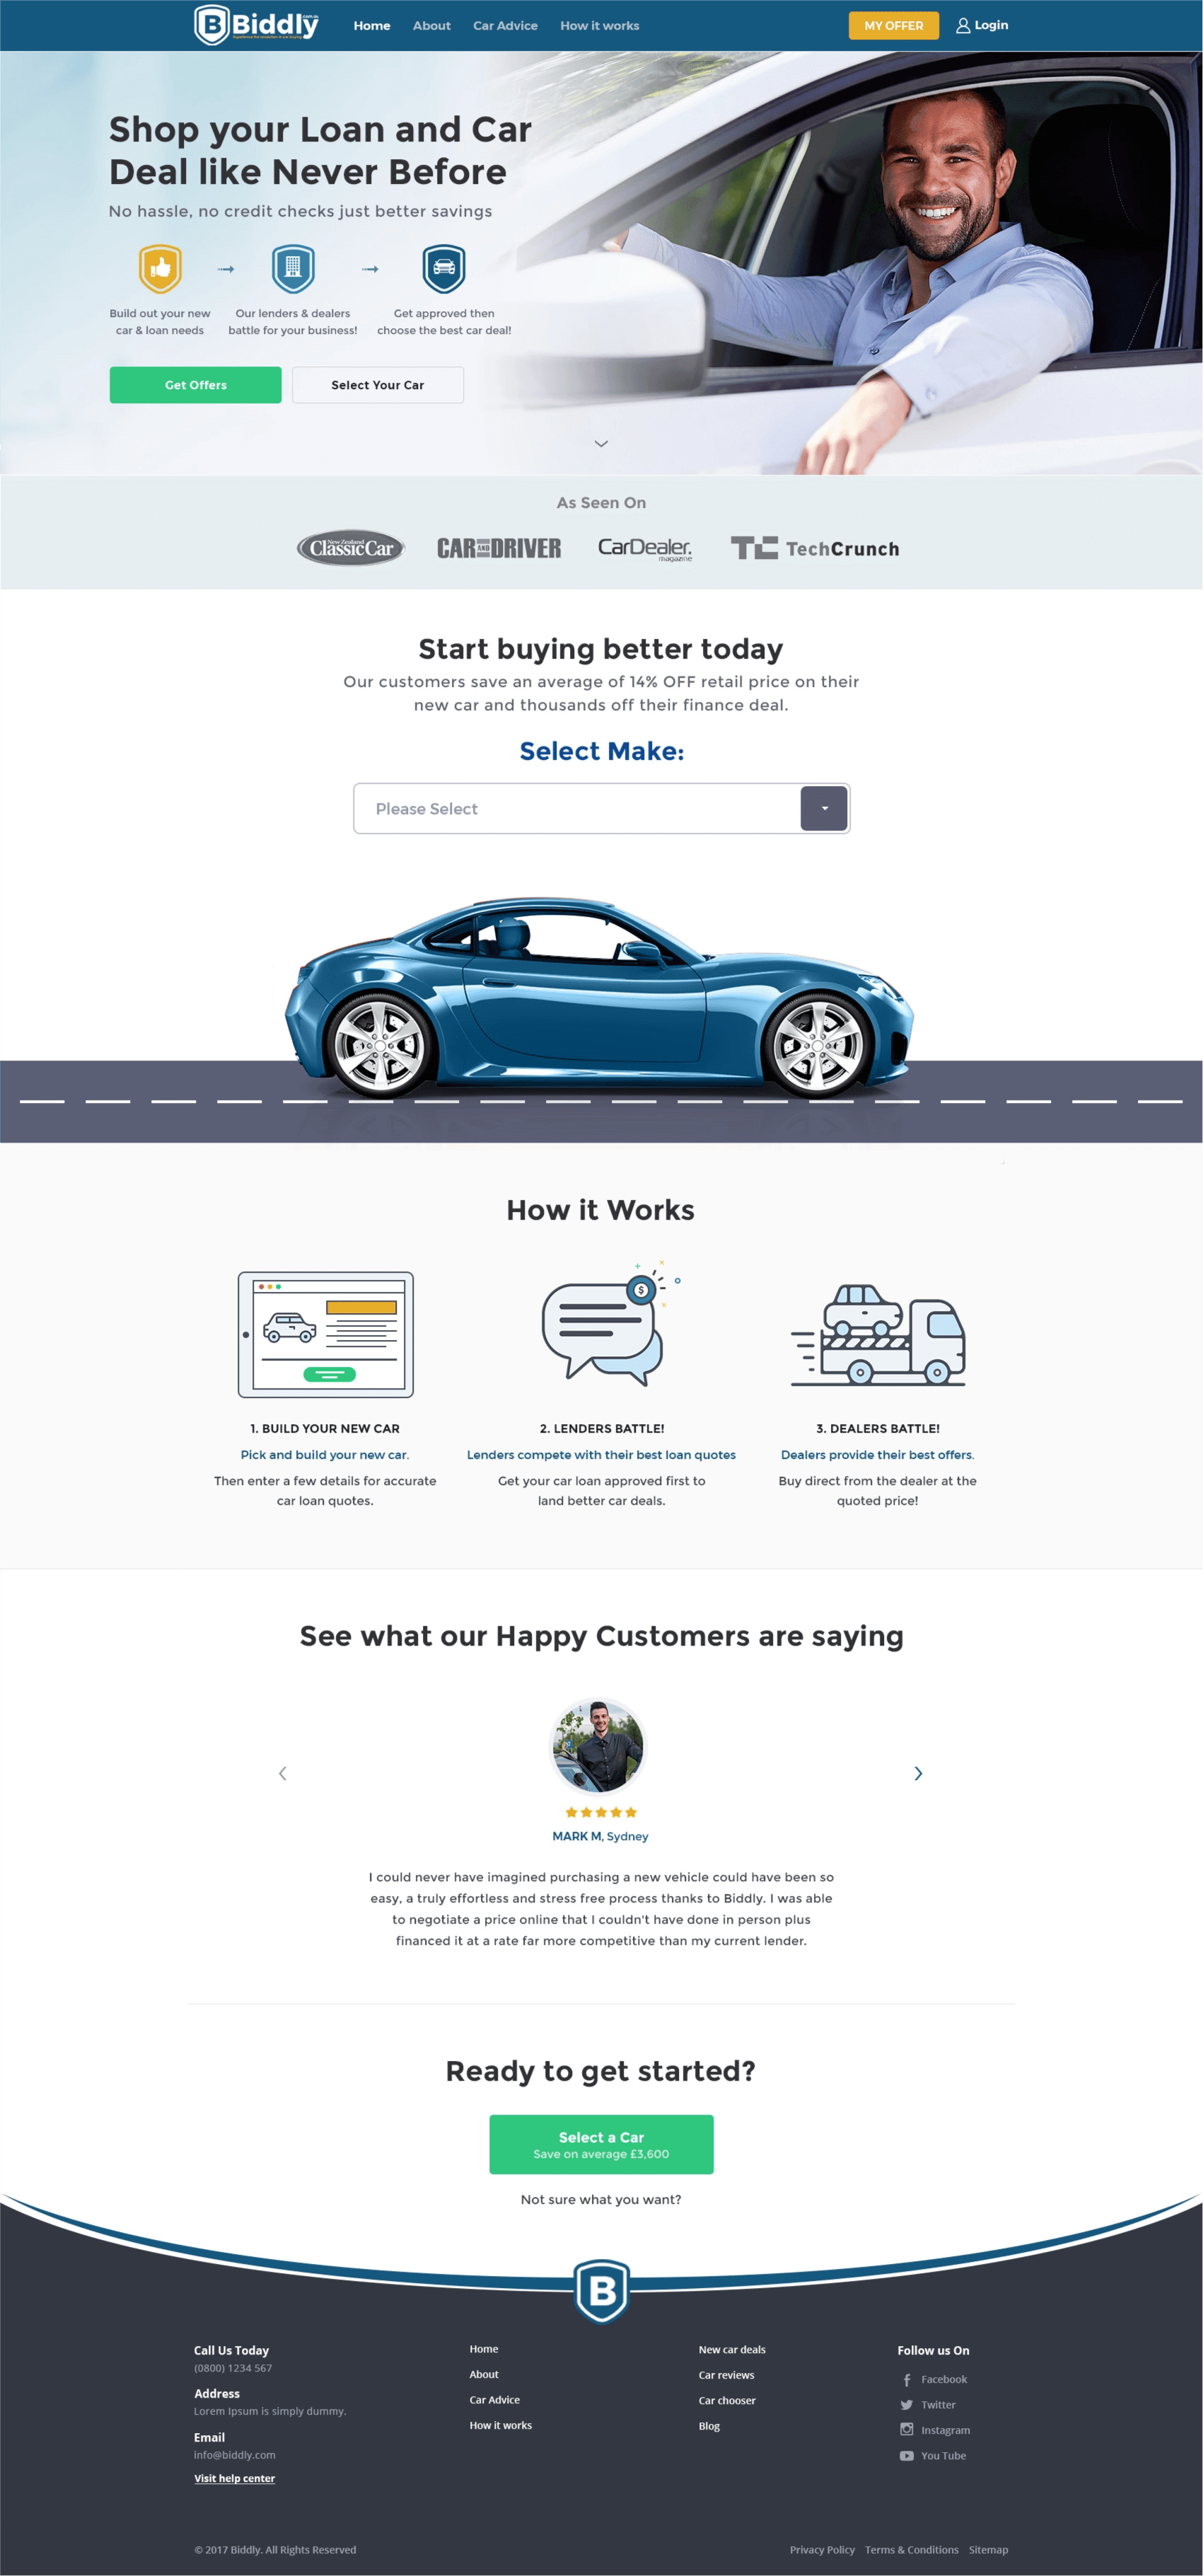 B Biddly
Home About Car Advice How it works MY OFFER Login
Shop your Loan and Car
Deal like Never Before
No hassle, no credit checks just better savings
Build out your new
car & loan needs
Our lenders & dealers
battle for your business!
Get approved then
choose the best car deal!
Get Offers
Select Your Car
As Seen On
New Zealand
ClassicCar
CAR AND DRIVER
CarDealer.
magazine
TC TechCrunch
Start buying better today
Our customers save an average of 14% OFF retail price on their
new car and thousands off their finance deal.
Select Make:
Please Select
How it Works
$
1. BUILD YOUR NEW CAR
Pick and build your new car.
Then enter a few details for accurate
car loan quotes.
2. LENDERS BATTLE!
Lenders compete with their best loan quotes
Get your car loan approved first to
land better car deals.
3. DEALERS BATTLE!
Dealers provide their best offers.
Buy direct from the dealer at the
quoted price!
See what our Happy Customers are saying
MARK M, Sydney
I could never have imagined purchasing a new vehicle could have been so
easy, a truly effortless and stress free process thanks to Biddly. I was able
to negotiate a price online that I couldn't have done in person plus
financed it at a rate far more competitive than my current lender.
Ready to get started?
Select a Car
Save on average £3,600
Not sure what you want?
B
Call Us Today
(0800) 1234 567
Address
Lorem Ipsum is simply dummy.
Email
info@biddly.com
Visit help center
Home
About
Car Advice
How it works
New car deals
Car reviews
Car chooser
Blog
Follow us On
Facebook
Twitter
Instagram
You Tube
© 2017 Biddly. All Rights Reserved
Privacy Policy Terms & Conditions Sitemap